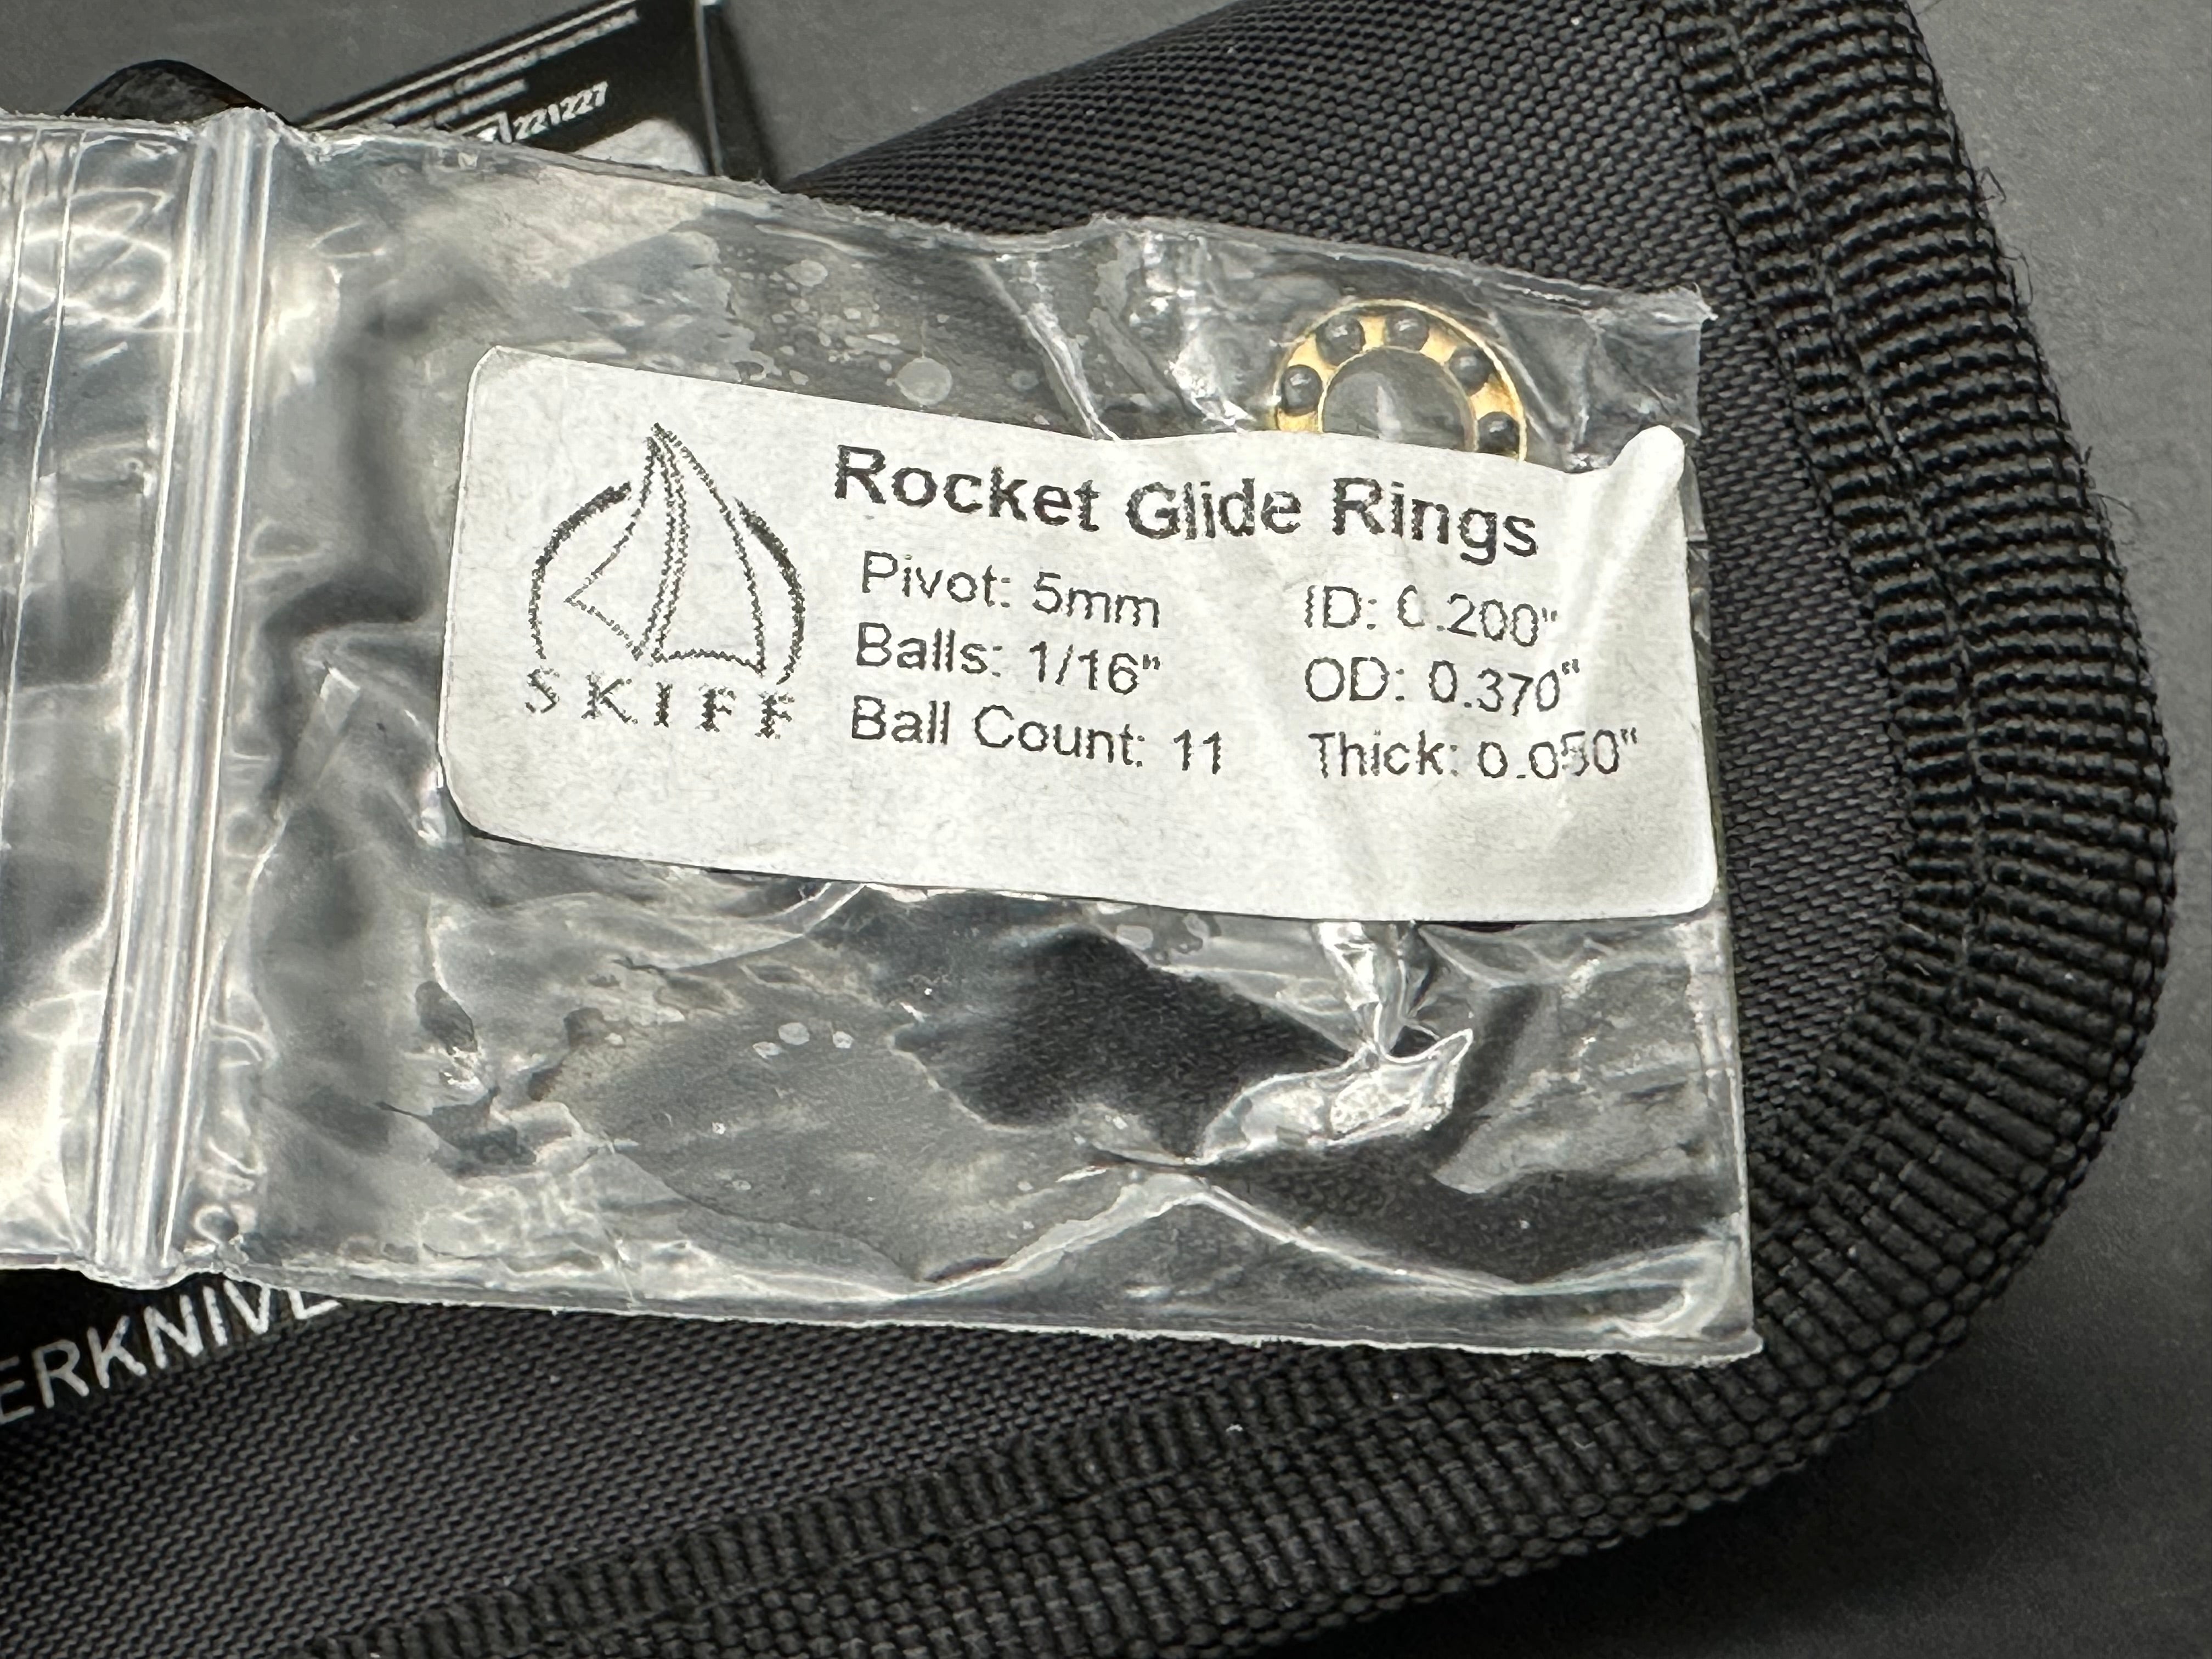 221227
SKIFF
Rocket Glide Rings
Pivot: 5mm
Balls: 1/16"
Ball Count: 11
ID: 0.200"
OD: 0.370"
Thick: 0.050"
ERKNIVE